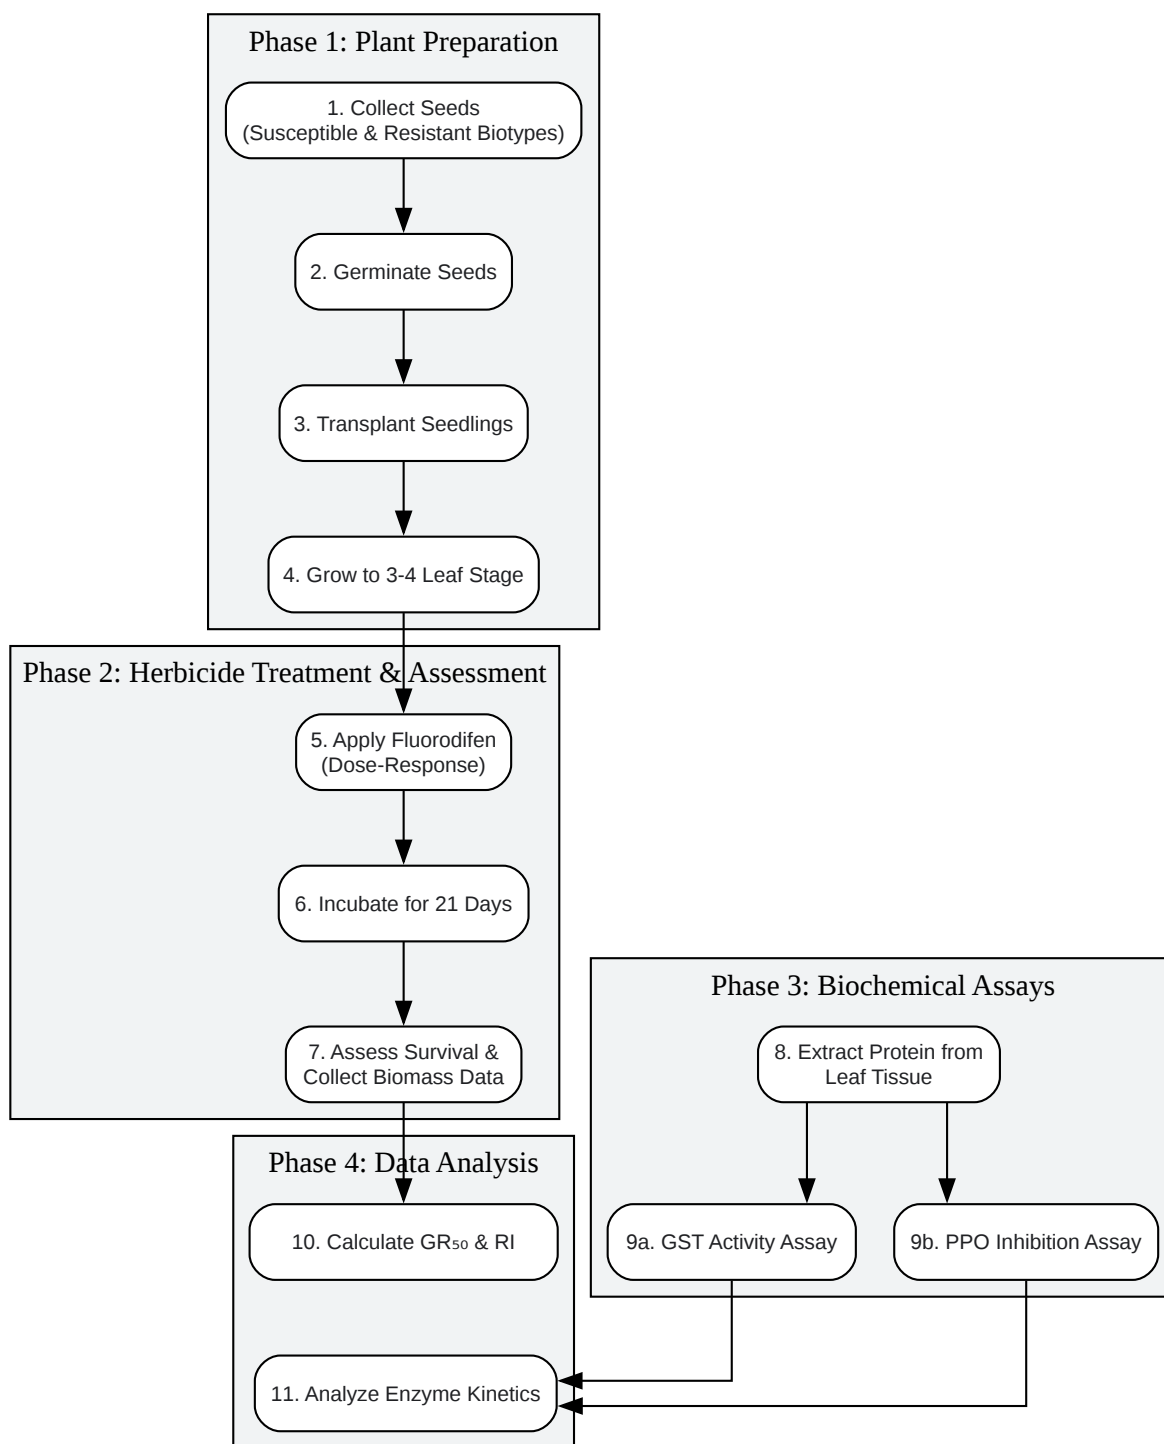 Phase 1: Plant Preparation
1. Collect Seeds
(Susceptible & Resistant Biotypes)
2. Germinate Seeds
3. Transplant Seedlings
4. Grow to 3-4 Leaf Stage
Phase 2: Herbicide Treatment & Assessment
5. Apply Fluorodifen
(Dose-Response)
6. Incubate for 21 Days
7. Assess Survival &
Collect Biomass Data
Phase 3: Biochemical Assays
8. Extract Protein from
Leaf Tissue
9a. GST Activity Assay
9b. PPO Inhibition Assay
Phase 4: Data Analysis
10. Calculate GR₅₀ & RI
11. Analyze Enzyme Kinetics